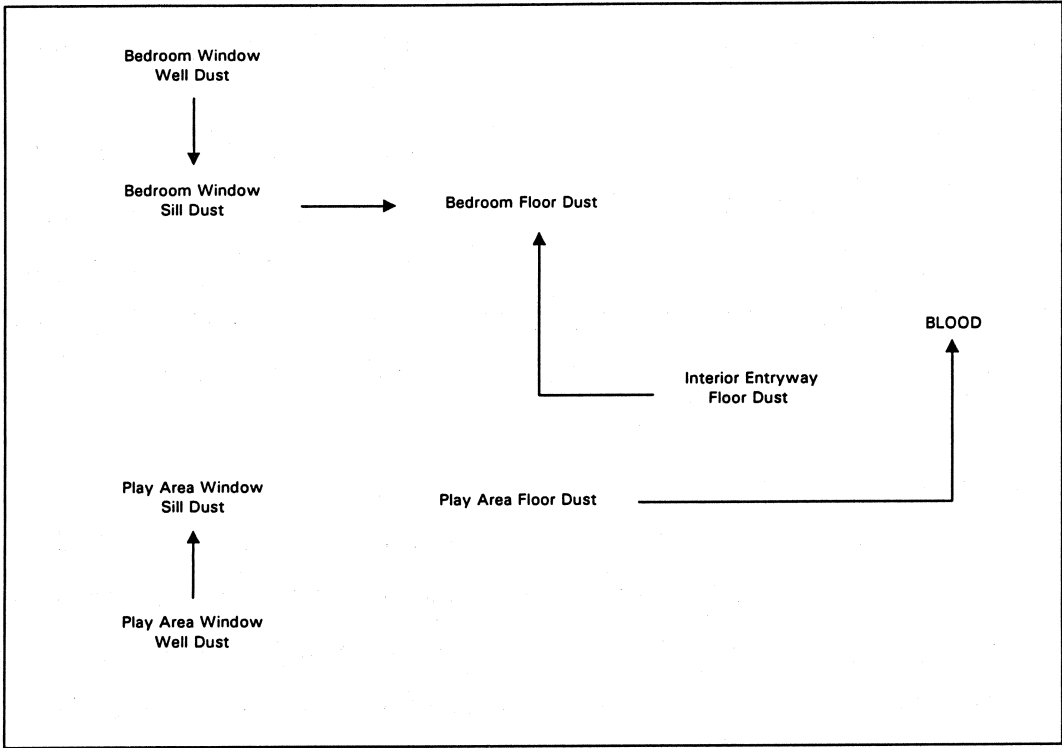 Bedroom Window
Well Dust
Bedroom Window
Sill Dust
Bedroom Floor Dust
BLOOD
Interior Entryway
Floor Dust
Play Area Window
Sill Dust
Play Area Floor Dust
Play Area Window
Well Dust